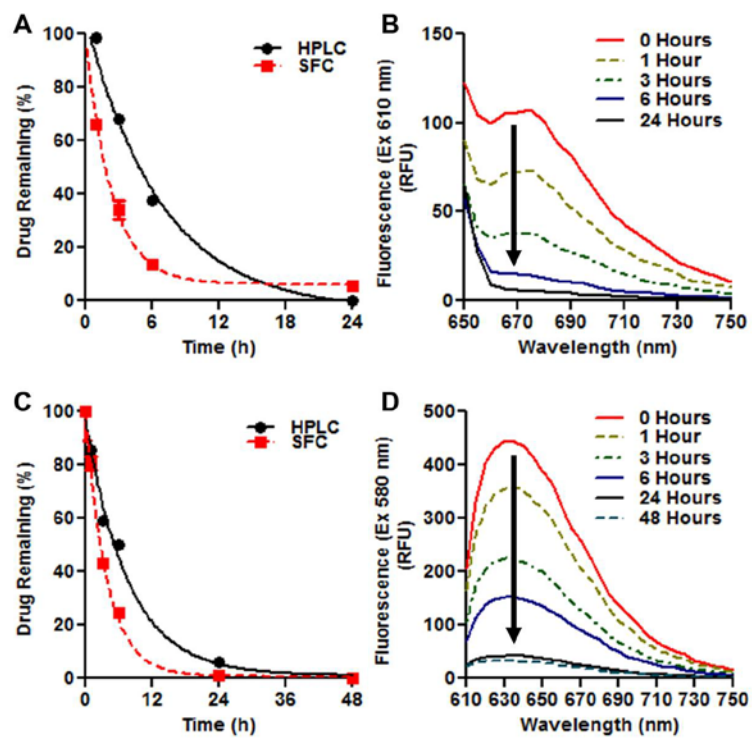 A
Drug Remaining (%)
100
80
60
40
20
0
HPLC
SFC
0 6 12 18 24
Time (h)
B
Fluorescence (Ex 610 nm)
(RFU)
150
100
50
0
0 Hours
1 Hour
3 Hours
6 Hours
24 Hours
650 670 690 710 730 750
Wavelength (nm)
C
Drug Remaining (%)
100
80
60
40
20
0
HPLC
SFC
0 12 24 36 48
Time (h)
D
Fluorescence (Ex 580 nm)
(RFU)
500
400
300
200
100
0
0 Hours
1 Hour
3 Hours
6 Hours
24 Hours
48 Hours
610 630 650 670 690 710 730 750
Wavelength (nm)